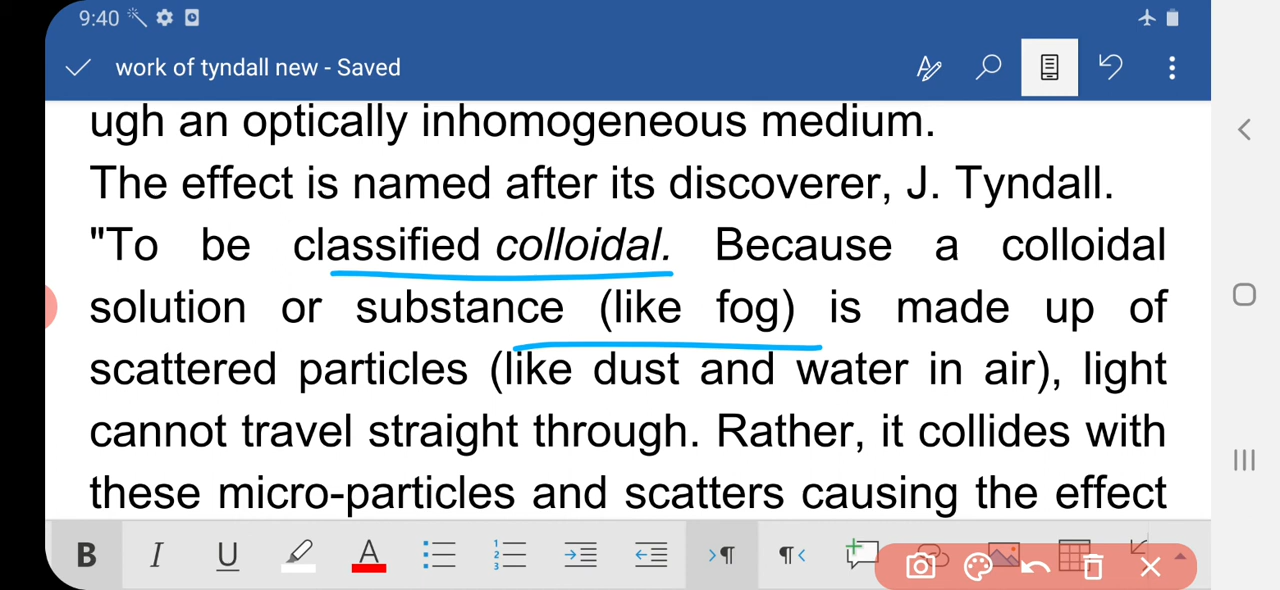 9:40
work of tyndall new - Saved
ugh an optically inhomogeneous medium.
The effect is named after its discoverer, J. Tyndall.
"To be classified colloidal. Because a colloidal
solution or substance (like fog) is made up of
scattered particles (like dust and water in air), light
cannot travel straight through. Rather, it collides with
these micro-particles and scatters causing the effect
B I U A